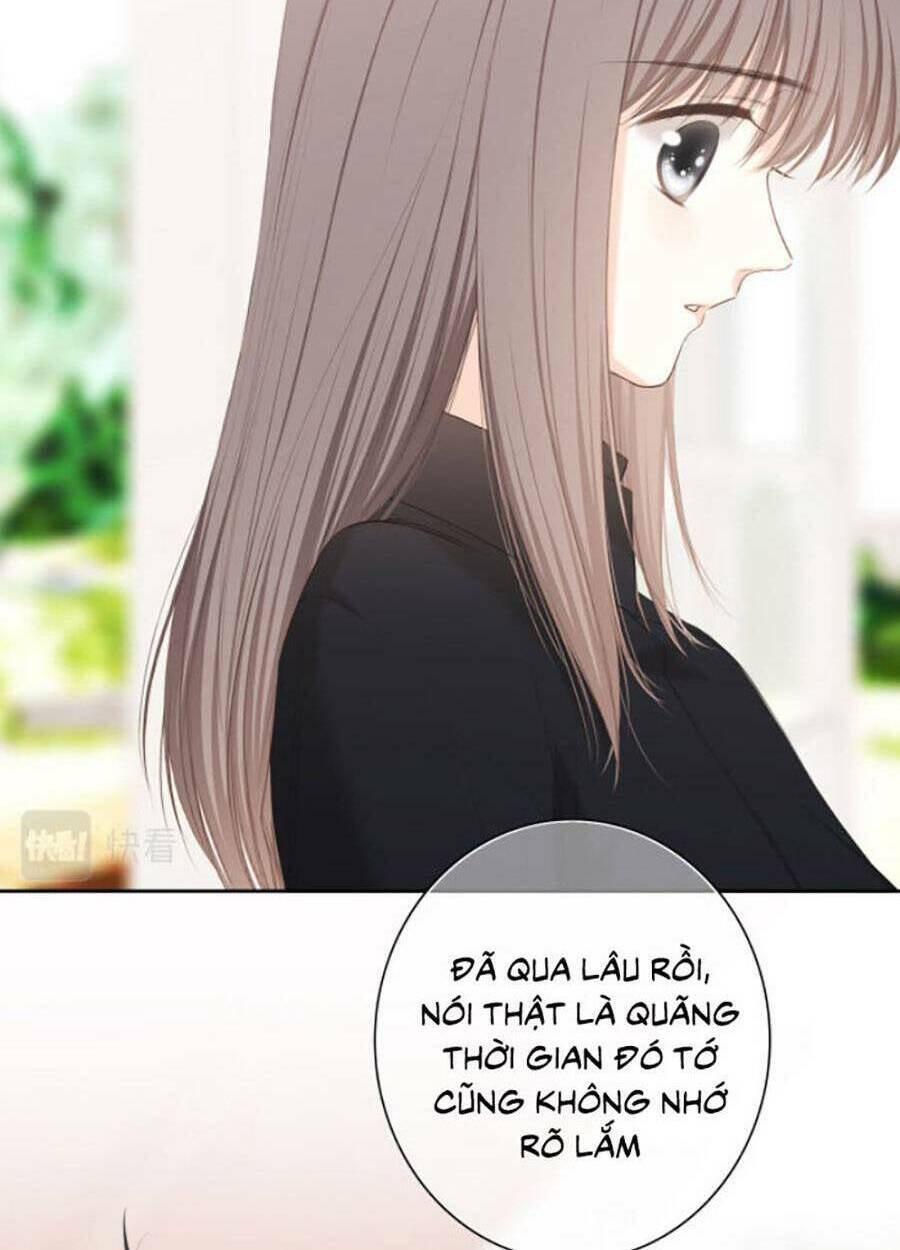 快看! 快看
ĐÃ QUA LÂU RỒI,
NÓI THẬT LÀ QUÃNG
THỜI GIAN ĐÓ TỚ
CŨNG KHÔNG NHỚ
RÕ LẮM